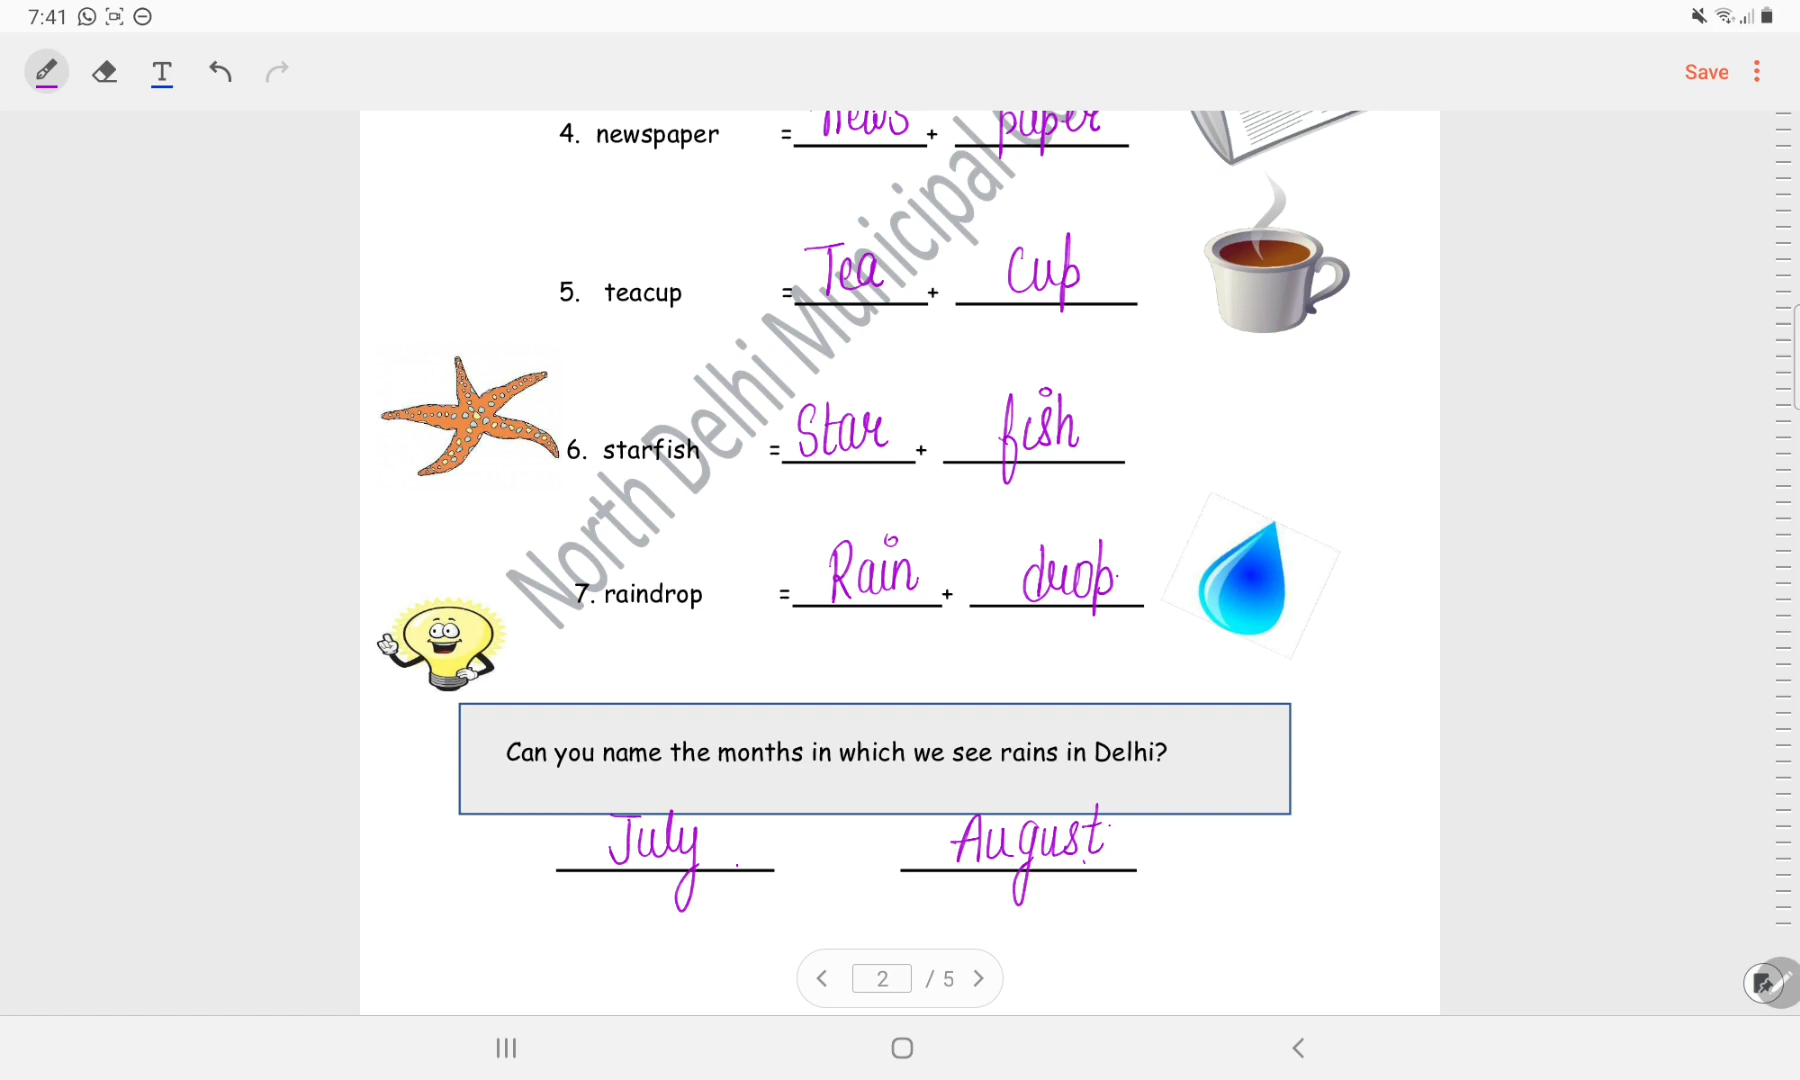 7:41
T
Save
4. newspaper = news + paper
5. teacup = Tea + Cup
6. starfish = Star + fish
7. raindrop = Rain + drop.
North Delhi Municipal
Can you name the months in which we see rains in Delhi?
July. August.
2 / 5